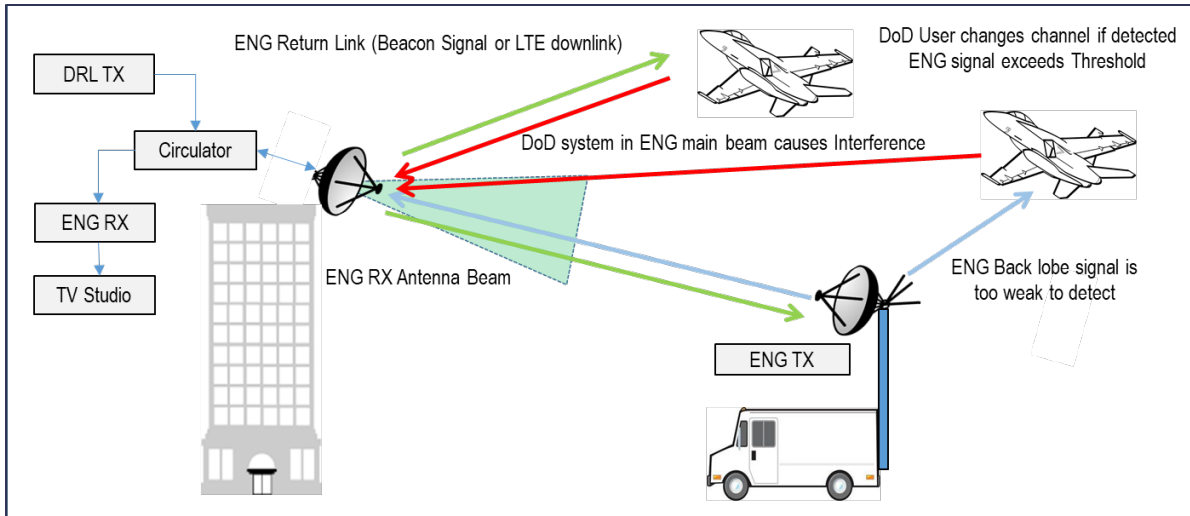 ENG Return Link (Beacon Signal or LTE downlink)
DoD User changes channel if detected
ENG signal exceeds Threshold
DRL TX
Circulator
DoD system in ENG main beam causes Interference
ENG RX
ENG RX Antenna Beam
TV Studio
ENG Back lobe signal is
too weak to detect
ENG TX